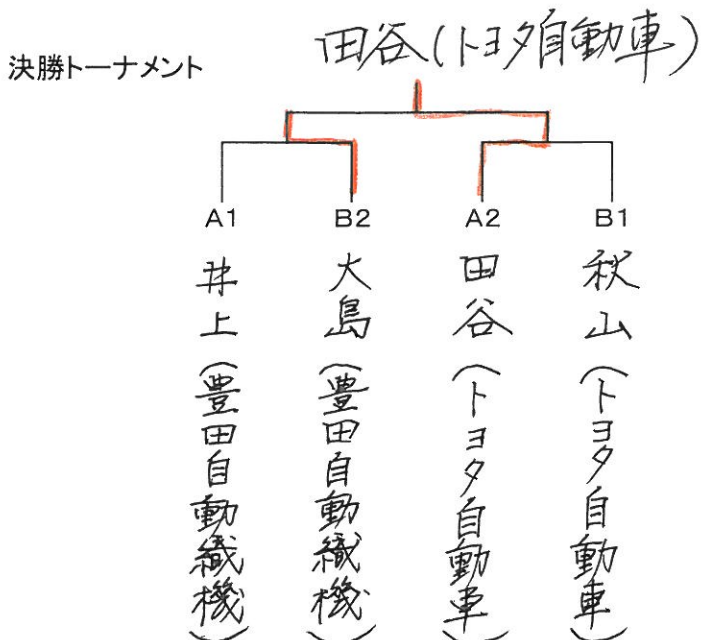 決勝トーナメント
田谷(トヨタ自動車)
A1
B2
A2
B1
井上(豊田自動織機)
大島(豊田自動織機)
田谷(トヨタ自動車)
秋山(トヨタ自動車)